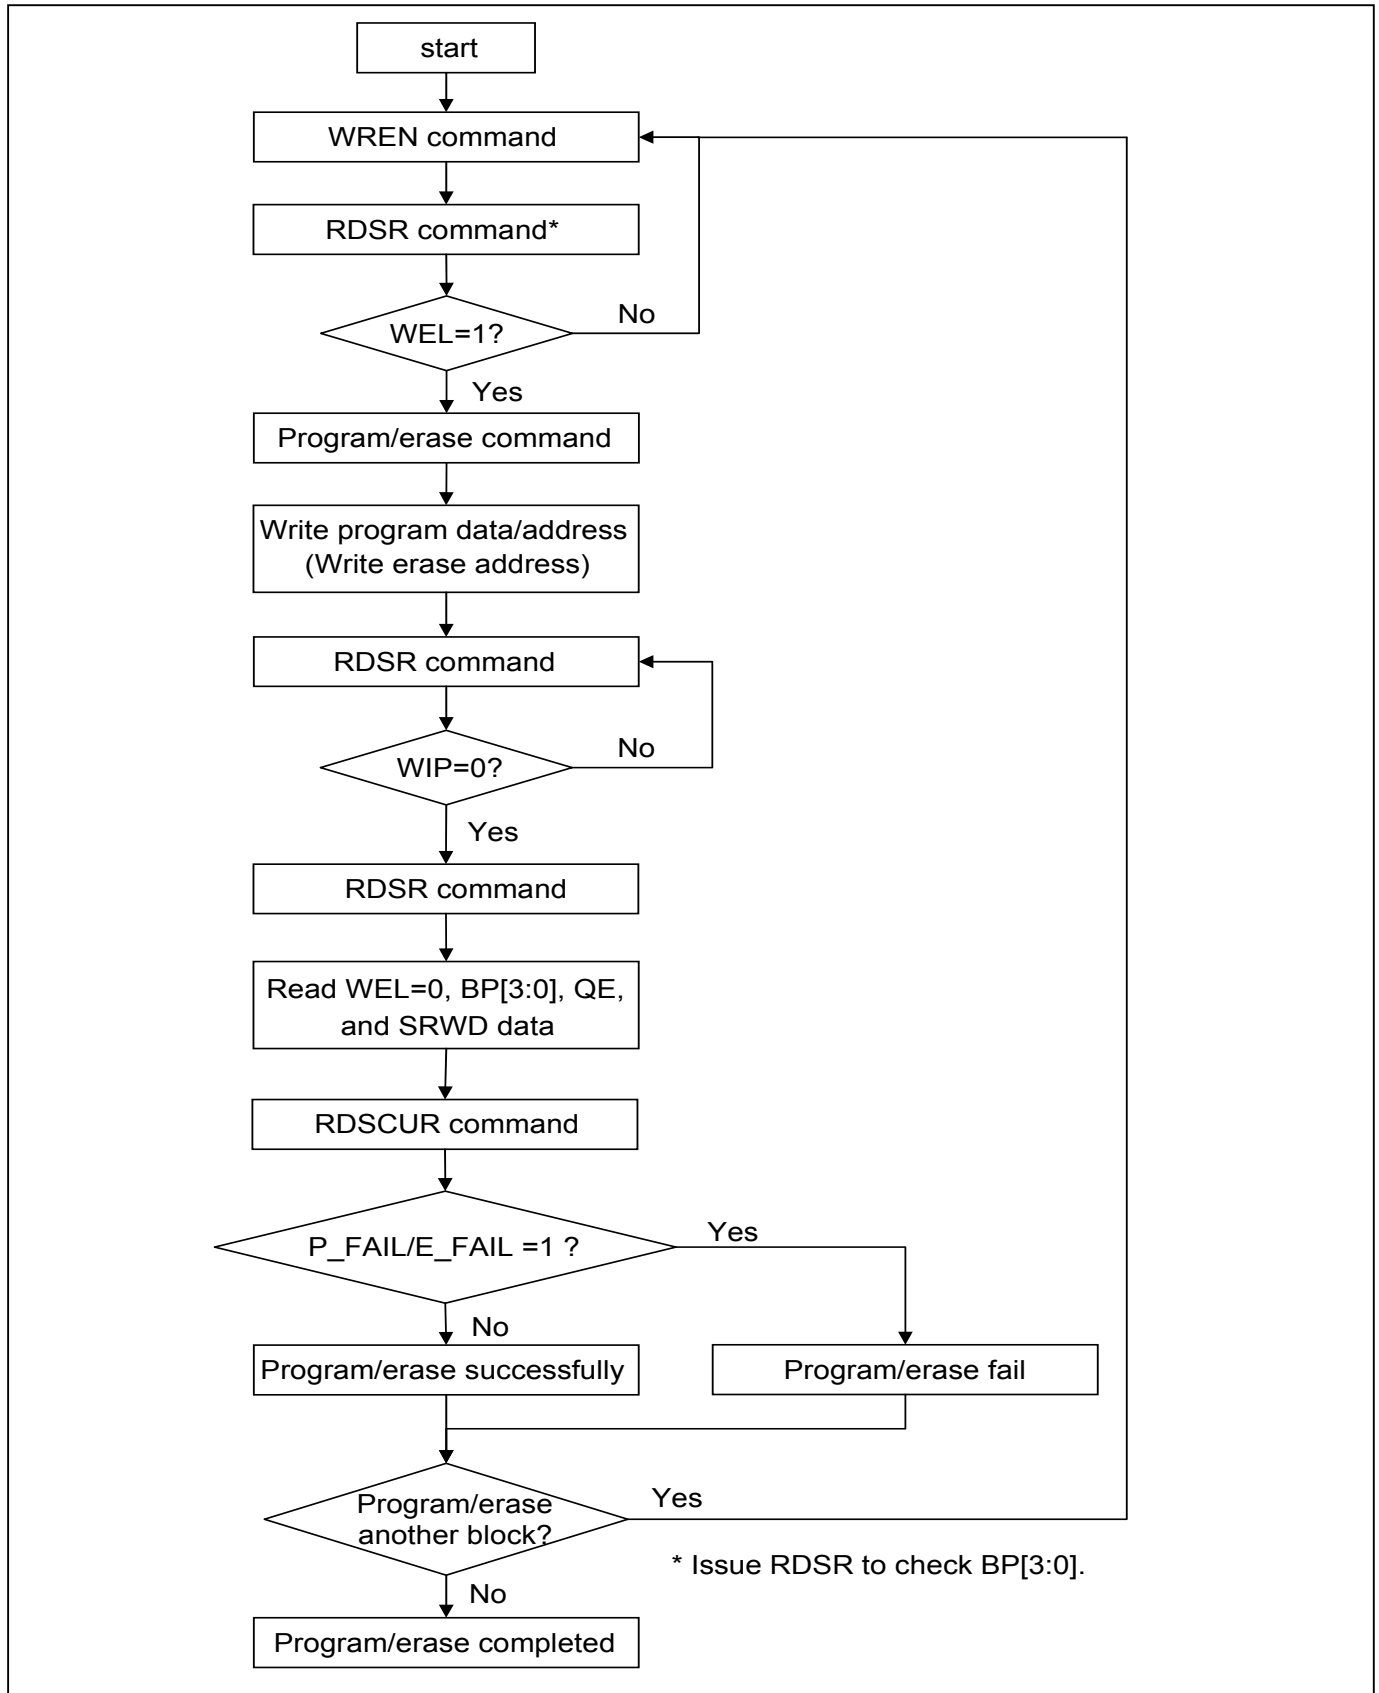 start
WREN command
RDSR command*
WEL=1?
No
Yes
Program/erase command
Write program data/address
(Write erase address)
RDSR command
WIP=0?
No
Yes
RDSR command
Read WEL=0, BP[3:0], QE,
and SRWD data
RDSCUR command
P_FAIL/E_FAIL =1 ?
Yes
No
Program/erase successfully
Program/erase fail
Program/erase
another block?
Yes
* Issue RDSR to check BP[3:0].
No
Program/erase completed